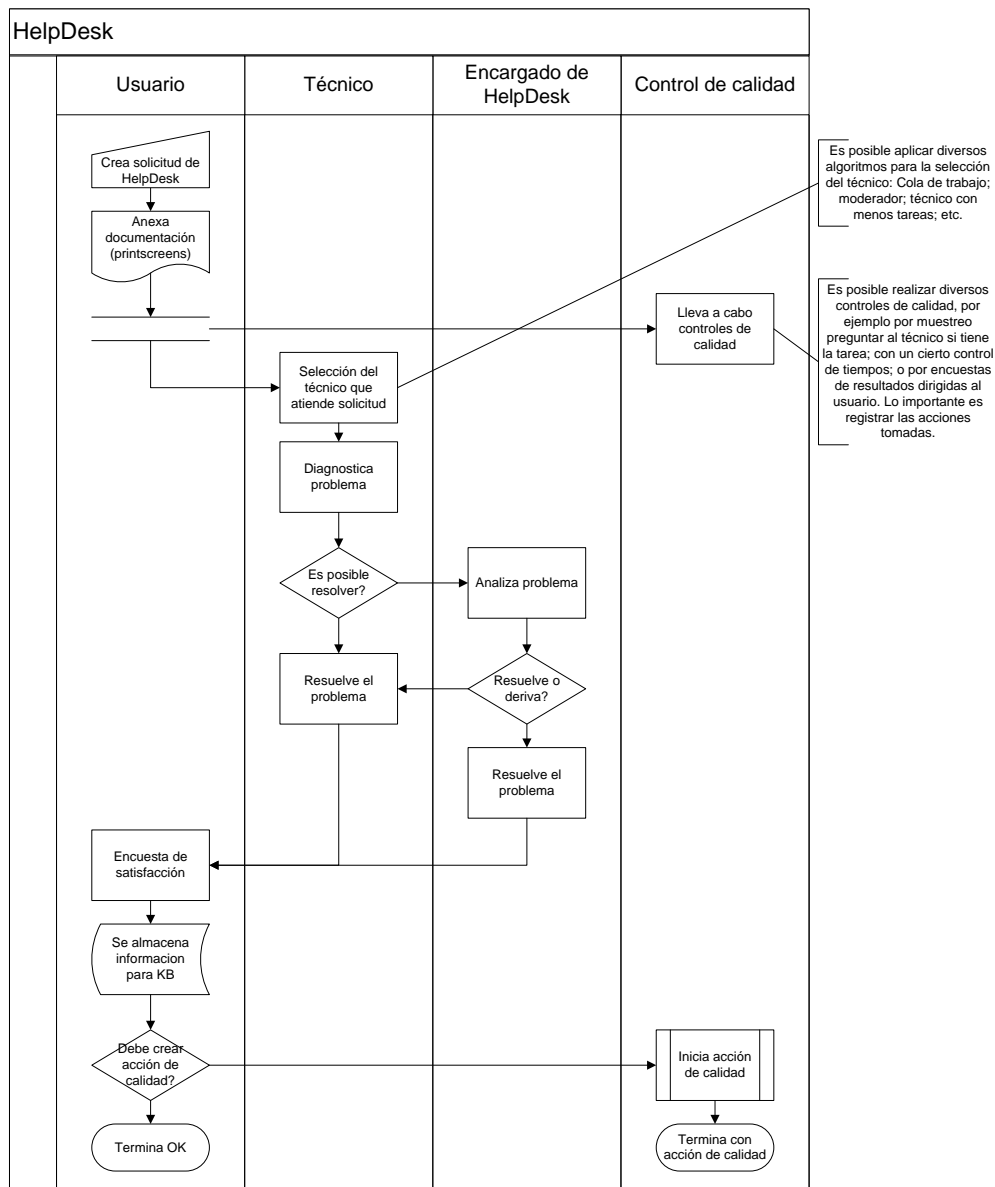 HelpDesk
Usuario
Técnico
Encargado de
HelpDesk
Control de calidad
Crea solicitud de
HelpDesk
Anexa
documentación
(printscreens)
Es posible aplicar diversos
algoritmos para la selección
del técnico: Cola de trabajo;
moderador; técnico con
menos tareas; etc.
Lleva a cabo
controles de
calidad
Es posible realizar diversos
controles de calidad, por
ejemplo por muestreo
preguntar al técnico si tiene
la tarea; con un cierto control
de tiempos; o por encuestas
de resultados dirigidas al
usuario. Lo importante es
registrar las acciones
tomadas.
Selección del
técnico que
atiende solicitud
Diagnostica
problema
Es posible
resolver?
Analiza problema
Resuelve el
problema
Resuelve o
deriva?
Resuelve el
problema
Encuesta de
satisfacción
Se almacena
informacion
para KB
Debe crear
acción de
calidad?
Inicia acción
de calidad
Termina OK
Termina con
acción de calidad